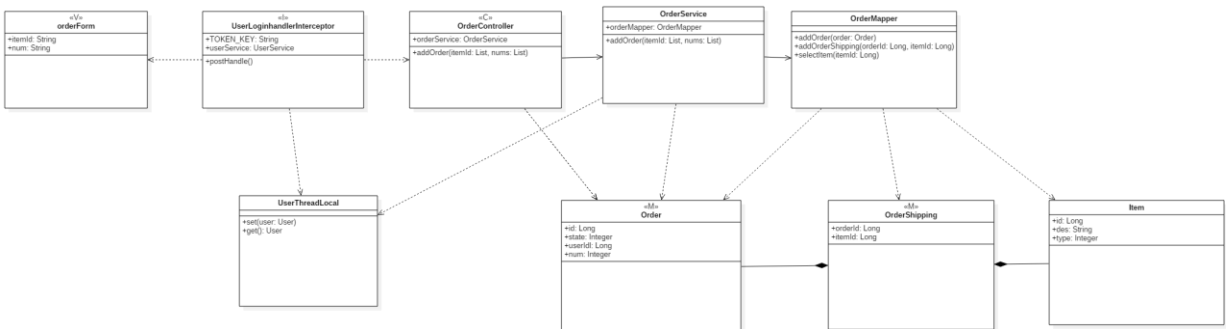 «V»
orderForm
+itemId: String
+num: String
«I»
UserLoginhandlerInterceptor
+TOKEN_KEY: String
+userService: UserService
+postHandle()
«C»
OrderController
+orderService: OrderService
+addOrder(itemId: List, nums: List)
OrderService
+orderMapper: OrderMapper
+addOrder(itemId: List, nums: List)
OrderMapper
+addOrder(order: Order)
+addOrderShipping(orderId: Long, itemId: Long)
+selectItem(itemId: Long)
UserThreadLocal
+set(user: User)
+get(): User
«M»
Order
+id: Long
+state: Integer
+userIdl: Long
+num: Integer
«M»
OrderShipping
+orderId: Long
+itemId: Long
Item
+id: Long
+des: String
+type: Integer